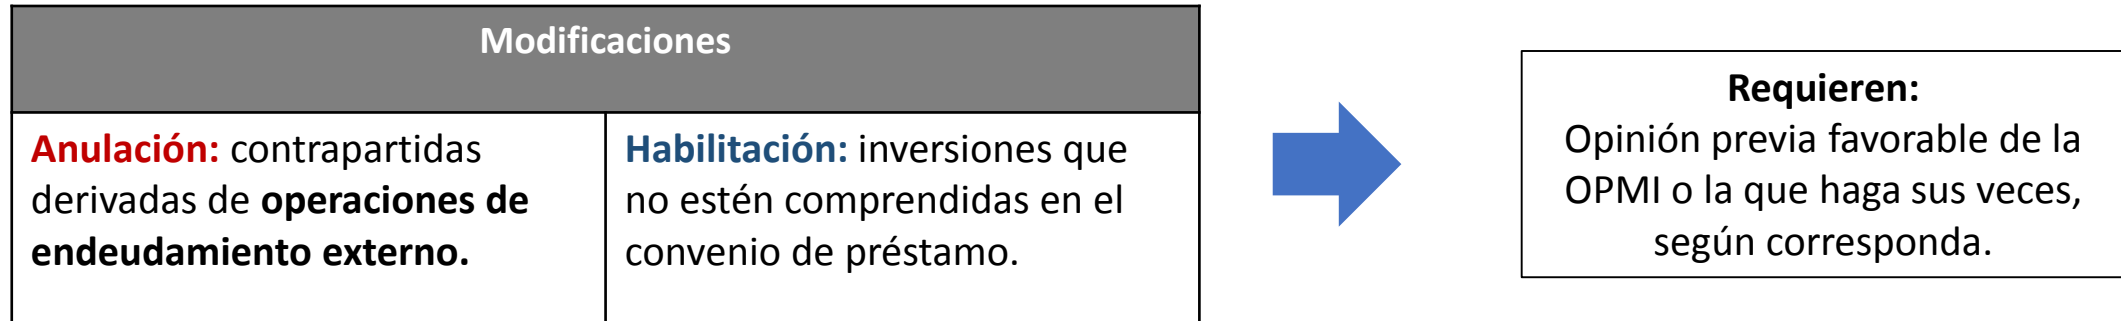 Modificaciones
Anulación: contrapartidas
derivadas de operaciones de
endeudamiento externo.
Habilitación: inversiones que
no estén comprendidas en el
convenio de préstamo.
Requieren:
Opinión previa favorable de la
OPMI o la que haga sus veces,
según corresponda.